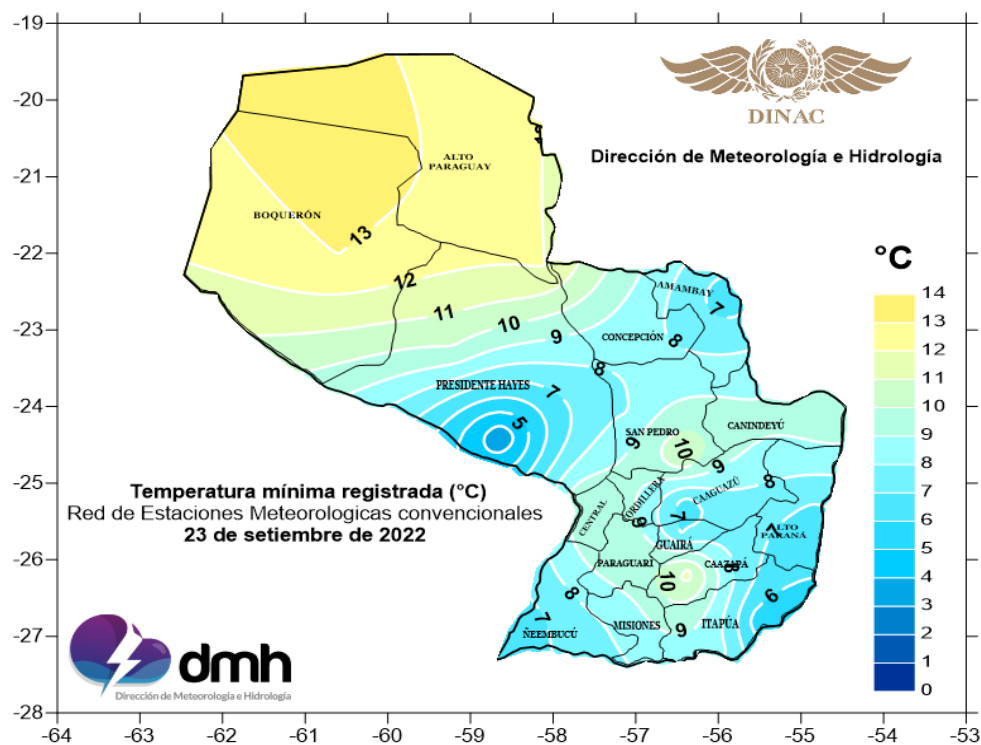 -19
-20
-21
-22
-23
-24
-25
-26
-27
-28
-64
-63
-62
-61
-60
-59
-58
-57
-56
-55
-54
-53
DINAC
Dirección de Meteorología e Hidrología
°C
14
13
12
11
10
9
8
7
6
5
4
3
2
1
0
ALTO
PARAGUAY
BOQUERÓN
13
12
11
10
9
8
7
5
PRESIDENTE HAYES
AMAMBAY
7
CONCEPCIÓN
8
SAN PEDRO
9
10
CANINDEYÚ
9
CORDILLERA
CAAGUAZÚ
8
7
CENTRAL
9
GUAIRÁ
ALTO
PARANÁ
7
PARAGUARI
10
CAAZAPÁ
8
8
6
7
ÑEEMBUCÚ
MISIONES
9
ITAPÚA
Temperatura mínima registrada (°C)
Red de Estaciones Meteorologicas convencionales
23 de setiembre de 2022
dmh
Dirección de Meteorología e Hidrología